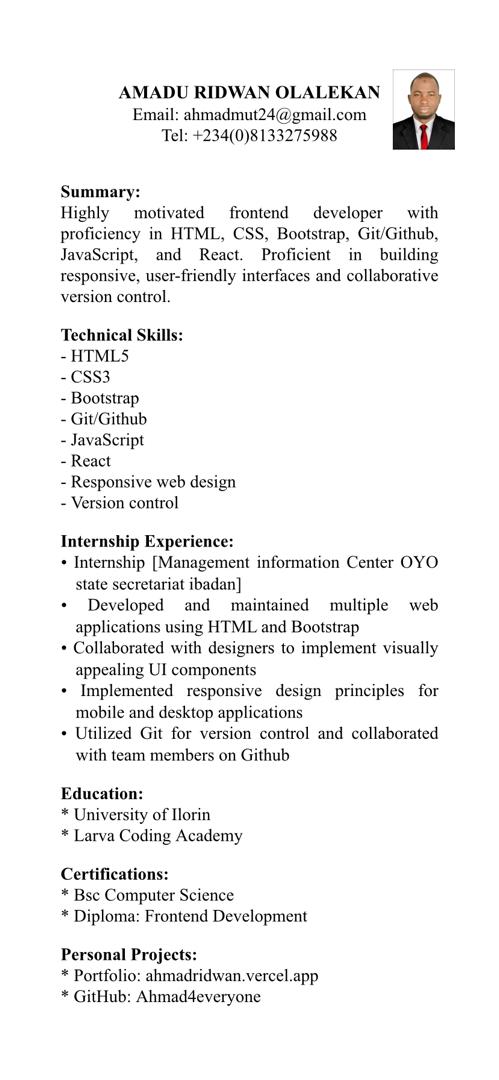 AMADU RIDWAN OLALEKAN
Email: ahmadmut24@gmail.com
Tel: +234(0)8133275988
Summary:
Highly motivated frontend developer with
proficiency in HTML, CSS, Bootstrap, Git/Github,
JavaScript, and React. Proficient in building
responsive, user-friendly interfaces and collaborative
version control.
Technical Skills:
- HTML5
- CSS3
- Bootstrap
- Git/Github
- JavaScript
- React
- Responsive web design
- Version control
Internship Experience:
• Internship [Management information Center OYO
state secretariat ibadan]
• Developed and maintained multiple web
applications using HTML and Bootstrap
• Collaborated with designers to implement visually
appealing UI components
• Implemented responsive design principles for
mobile and desktop applications
• Utilized Git for version control and collaborated
with team members on Github
Education:
* University of Ilorin
* Larva Coding Academy
Certifications:
* Bsc Computer Science
* Diploma: Frontend Development
Personal Projects:
* Portfolio: ahmadridwan.vercel.app
* GitHub: Ahmad4everyone